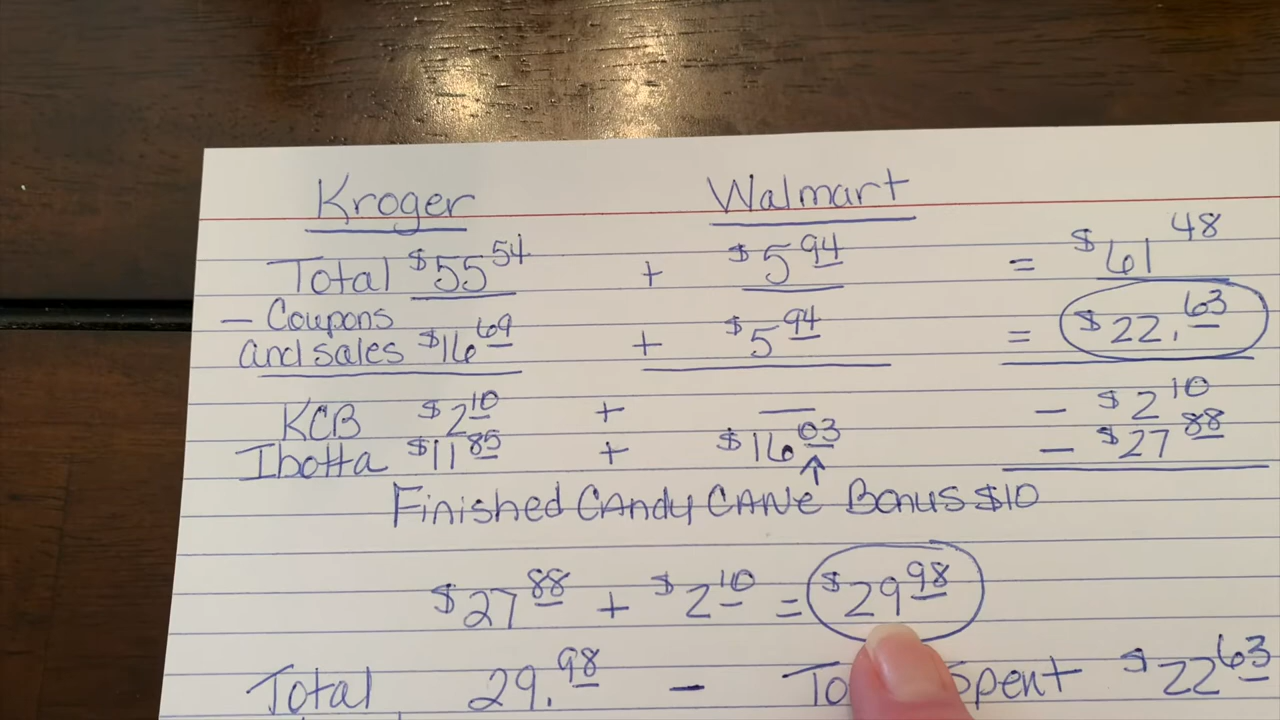 Kroger Walmart
Total $55 54 + $5 94 = $61 48
- Coupons and sales $16 69 + $5 94 = $22.63
KCB $2 10 + — - $2 10
Ibotta $11 85 + $16 03 - $27 88
↑
Finished CANDY CANe Bonus $10
$27 88 + $2 10 = $29 98
Total 29.98 - Spent $22 63